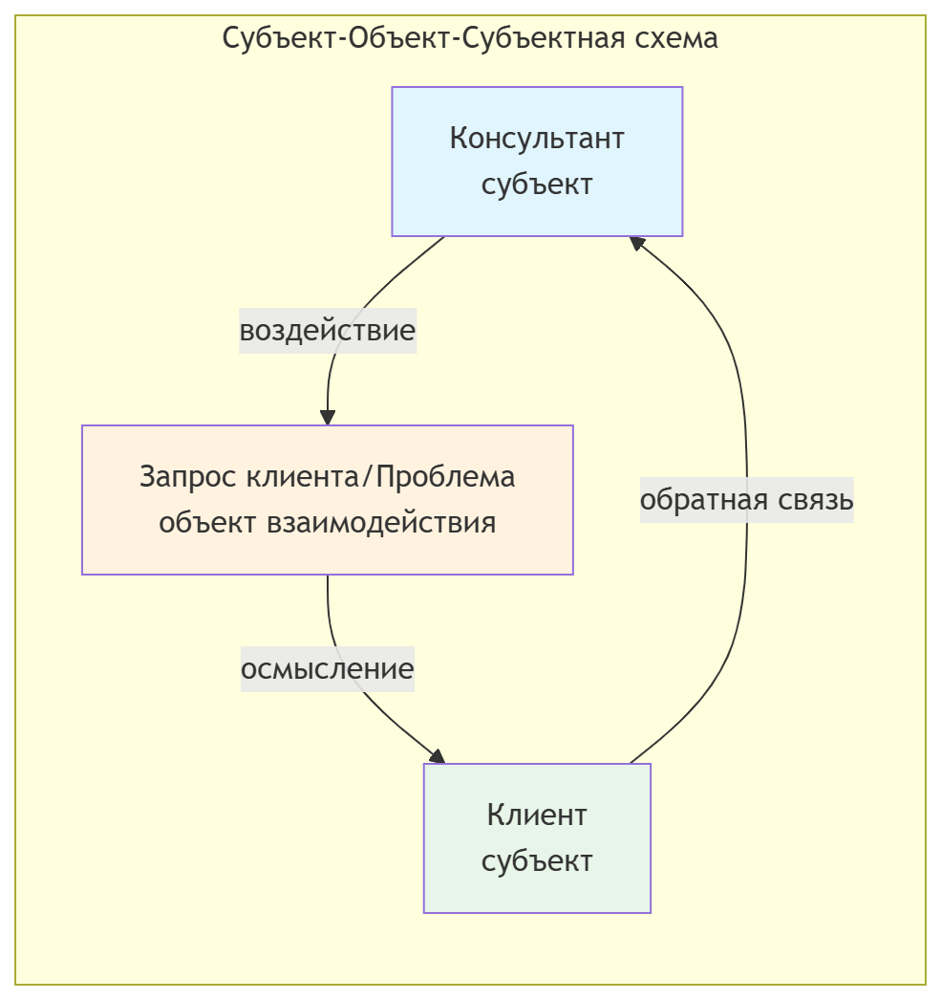 Субъект-Объект-Субъектная схема
Консультант
субъект
воздействие
Запрос клиента/Проблема
объект взаимодействия
обратная связь
осмысление
Клиент
субъект